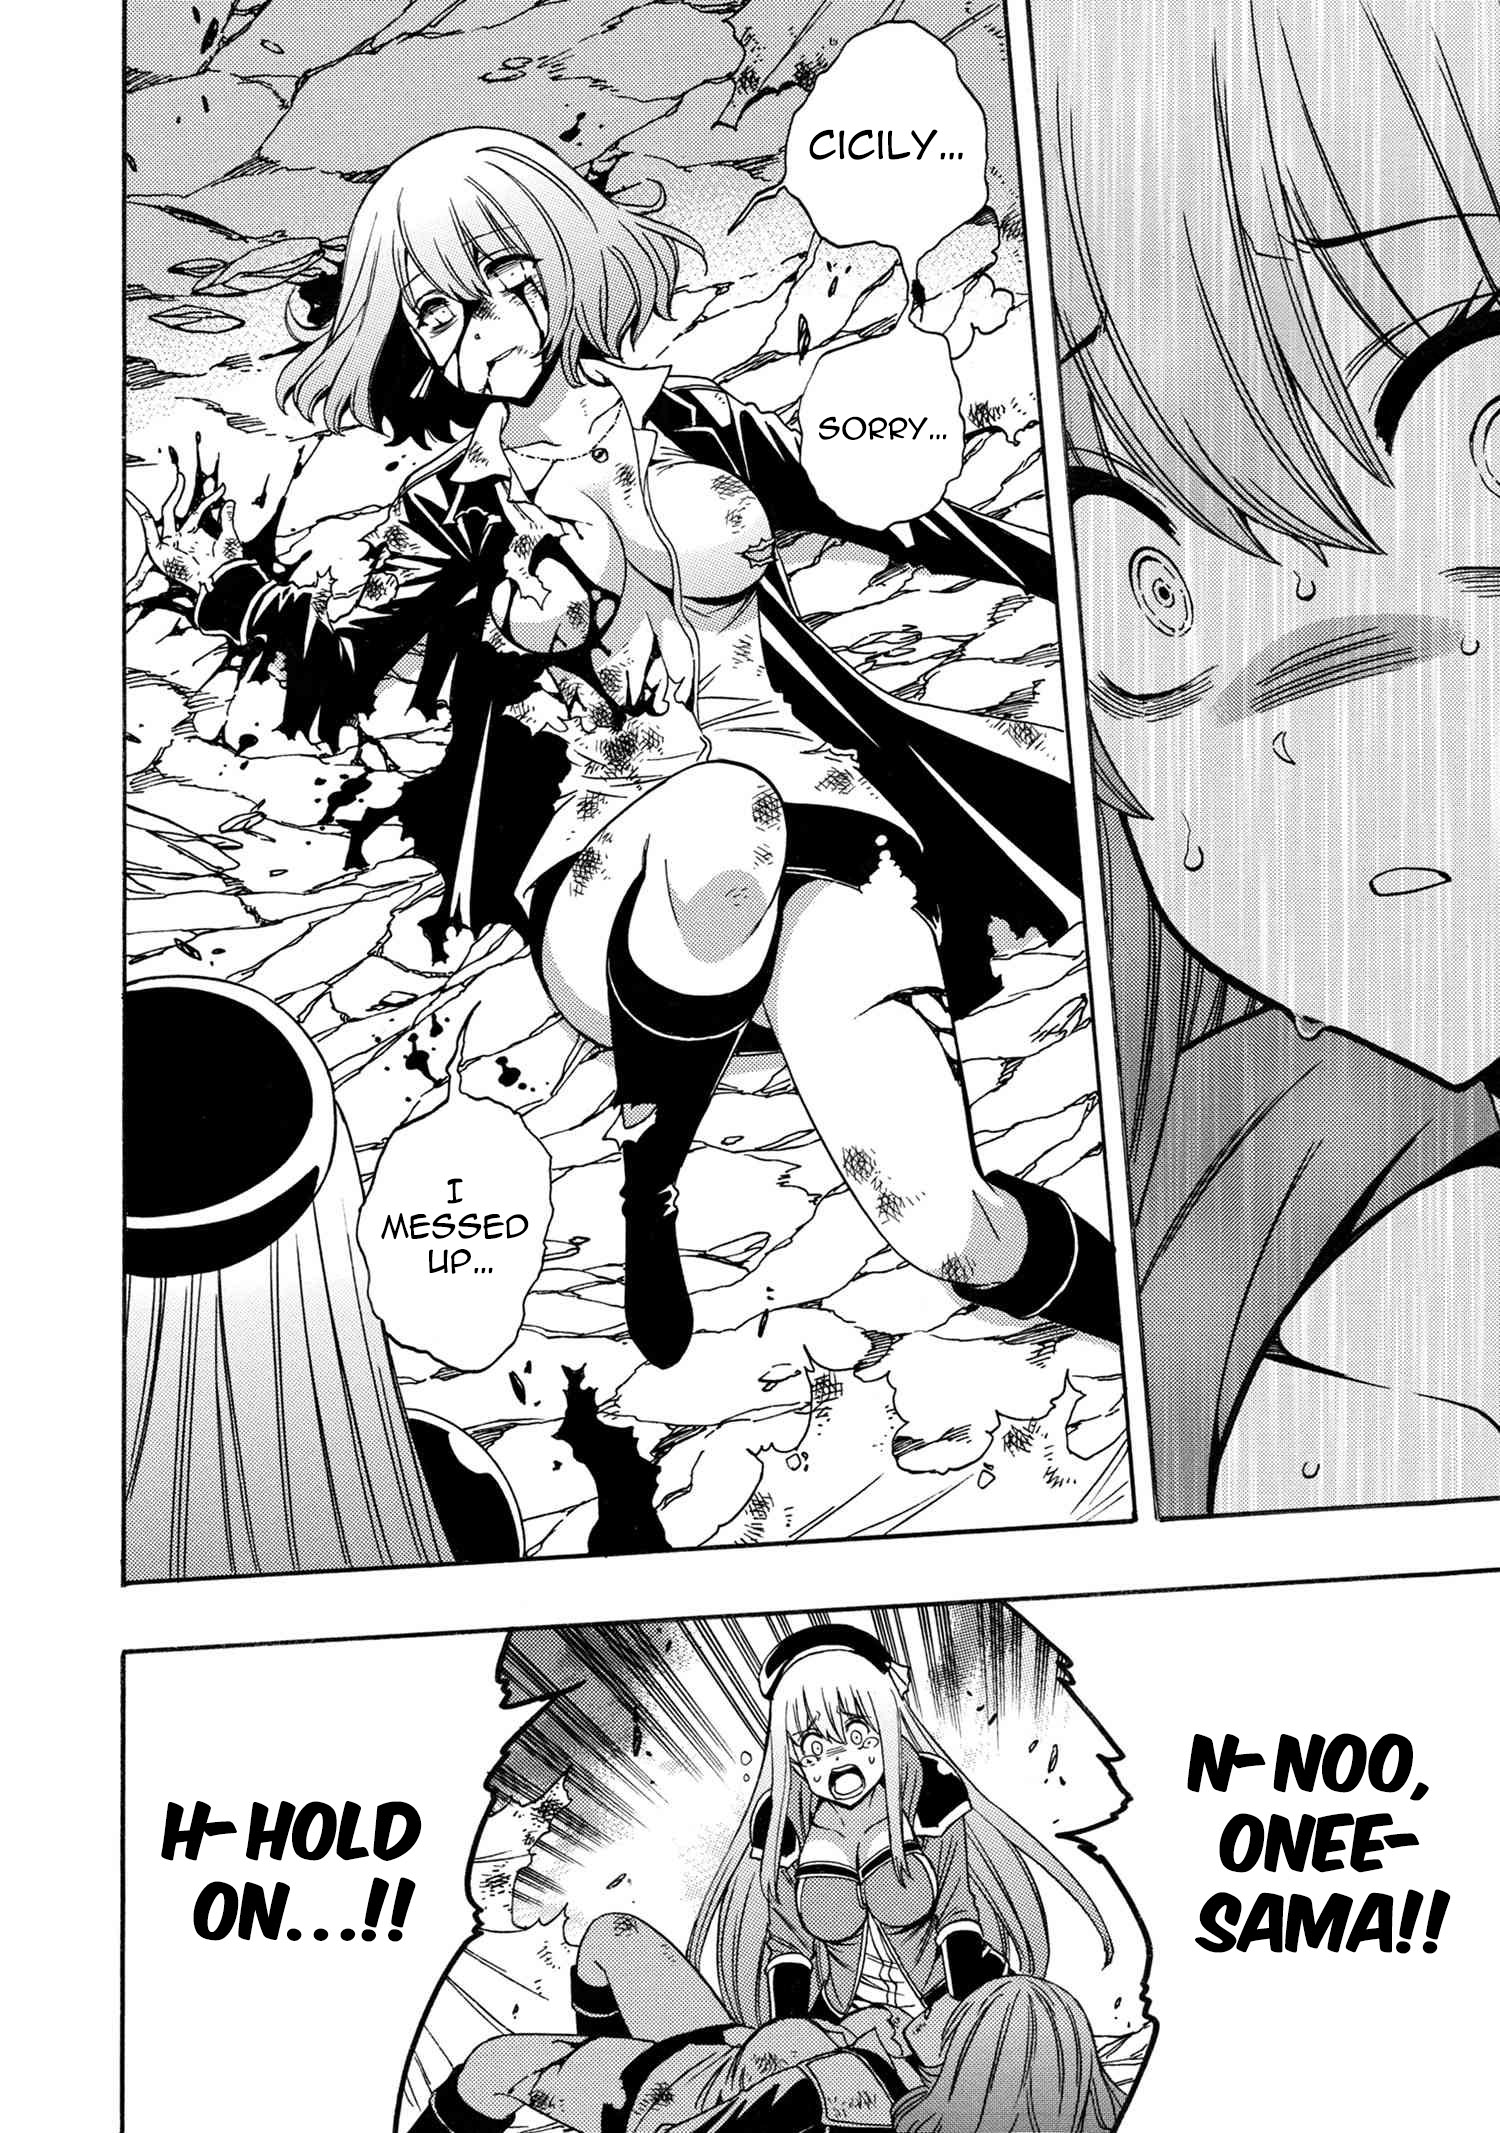 CICILY...
SORRY...
I
MESSED
UP...
N-NOO,
ONEE-
SAMA!!
H-HOLD
ON...!!